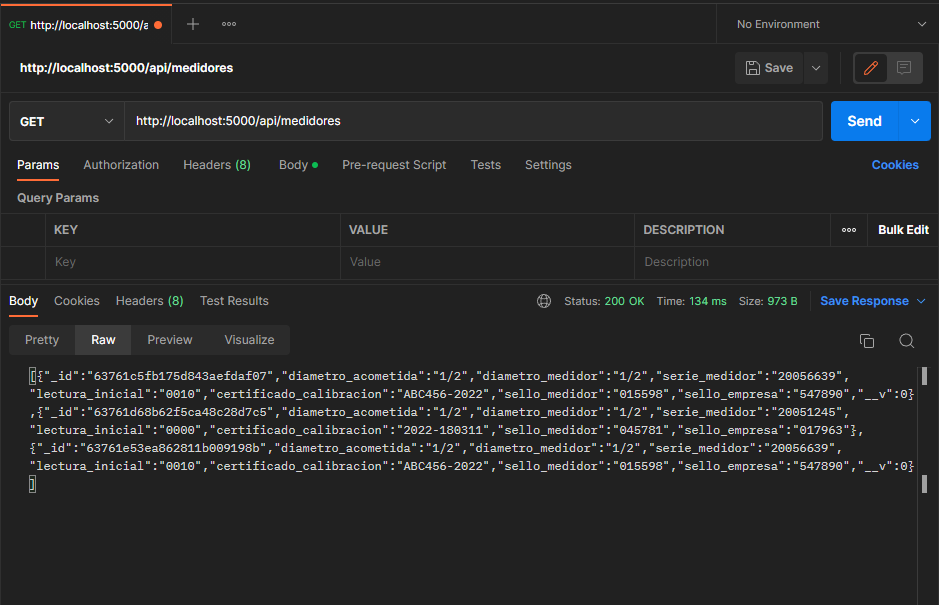 GET http://localhost:5000/a
No Environment
http://localhost:5000/api/medidores
Save
GET http://localhost:5000/api/medidores Send
Params Authorization Headers (8) Body Pre-request Script Tests Settings Cookies
Query Params
KEY VALUE DESCRIPTION Bulk Edit
Key Value Description
Body Cookies Headers (8) Test Results Status: 200 OK Time: 134 ms Size: 973 B Save Response
Pretty Raw Preview Visualize
[{"_id":"63761c5fb175d843aefdaf07","diametro_acometida":"1/2","diametro_medidor":"1/2","serie_medidor":"20056639",
"lectura_inicial":"0010","certificado_calibracion":"ABC456-2022","sello_medidor":"015598","sello_empresa":"547890","__v":0}
,{"_id":"63761d68b62f5ca48c28d7c5","diametro_acometida":"1/2","diametro_medidor":"1/2","serie_medidor":"20051245",
"lectura_inicial":"0000","certificado_calibracion":"2022-180311","sello_medidor":"045781","sello_empresa":"017963"},
{"_id":"63761e53ea862811b009198b","diametro_acometida":"1/2","diametro_medidor":"1/2","serie_medidor":"20056639",
"lectura_inicial":"0010","certificado_calibracion":"ABC456-2022","sello_medidor":"015598","sello_empresa":"547890","__v":0}
]